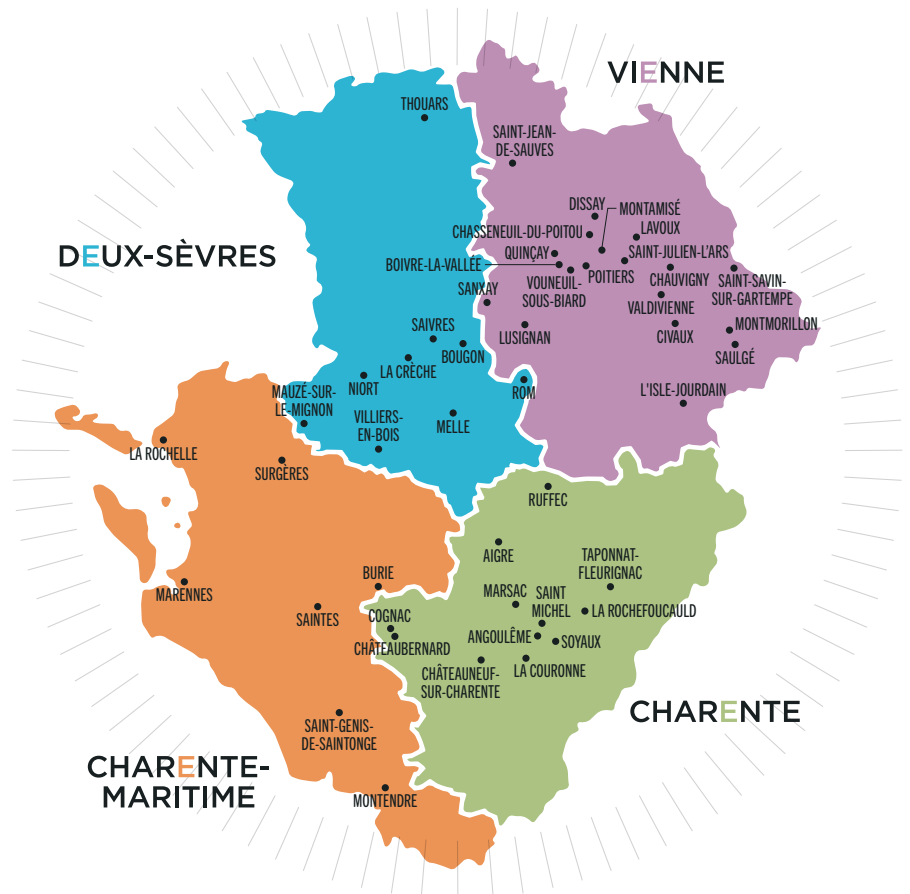 VIENNE
THOUARS
SAINT-JEAN-
DE-SAUVES
DISSAY
MONTAMISÉ
CHASSENEUIL-DU-POITOU
LAVOUX
DEUX-SÈVRES
QUINÇAY
SAINT-JULIEN-L'ARS
BOIVRE-LA-VALLÉE
VOUNEUIL-
SOUS-BIARD
POITIERS
CHAUVIGNY
SAINT-SAVIN-
SUR-GARTEMPE
SANXAY
VALDIVIENNE
SAIVRES
LUSIGNAN
CIVAUX
MONTMORILLON
BOUGON
SAULGÉ
LA CRÈCHE
NIORT
ROM
L'ISLE-JOURDAIN
MAUZÉ-SUR-
LE-MIGNON
VILLIERS-
EN-BOIS
MELLE
LA ROCHELLE
SURGÈRES
RUFFEC
AIGRE
TAPONNAT-
FLEURIGNAC
BURIE
MARENNES
MARSAC
SAINT
MICHEL
LA ROCHEFOUCAULD
SAINTES
COGNAC
ANGOULÊME
SOYAUX
CHÂTEAUBERNARD
CHÂTEAUNEUF-
SUR-CHARENTE
LA COURONNE
CHARENTE
SAINT-GENIS-
DE-SAINTONGE
CHARENTE-
MARITIME
MONTENDRE